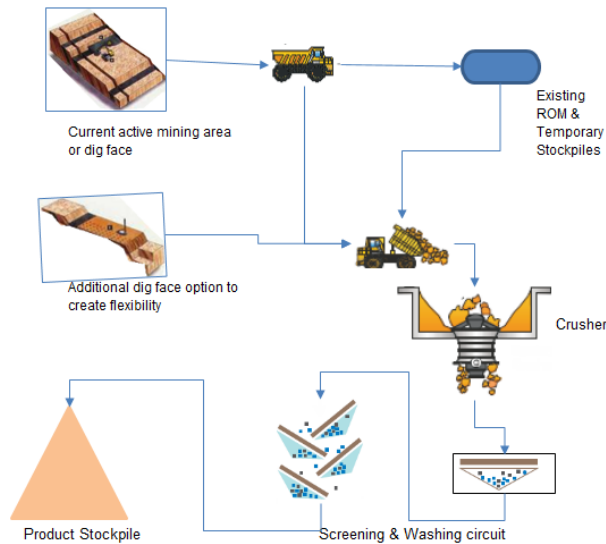 Current active mining area
or dig face
Existing
ROM &
Temporary
Stockpiles
Additional dig face option to
create flexibility
Crusher
Product Stockpile
Screening & Washing circuit